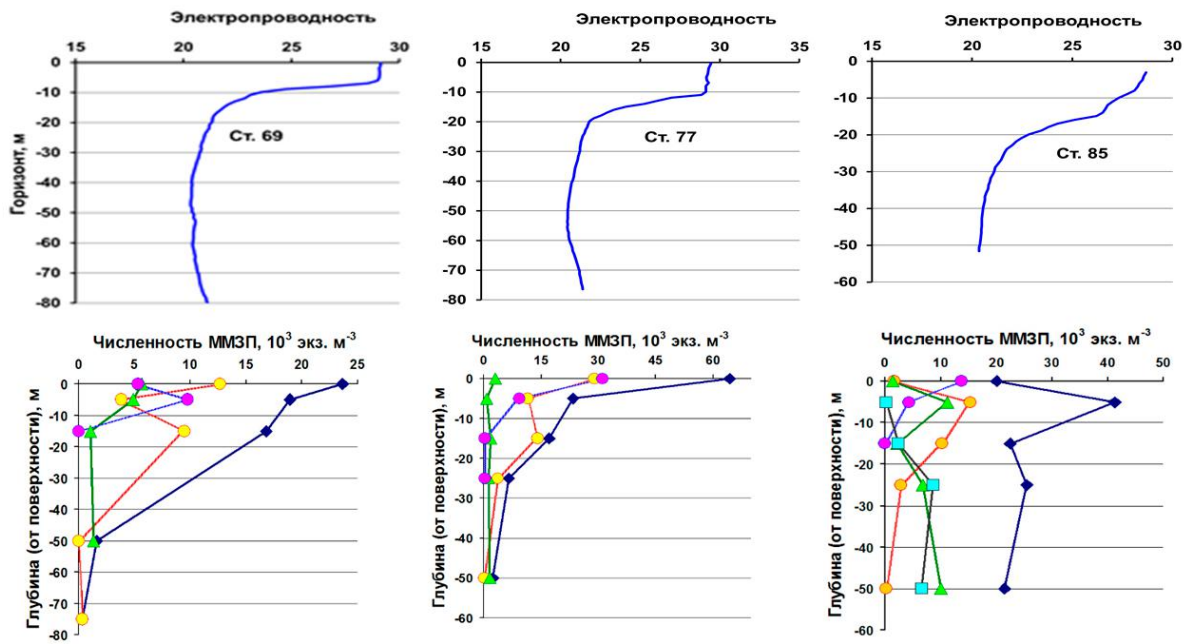 Электропроводность
15 20 25 30
0
-10
-20
-30
-40
-50
-60
-70
-80
Горизонт, м
Ст. 69
Электропроводность
15 20 25 30 35
0
-10
-20
-30
-40
-50
-60
-70
-80
Ст. 77
Электропроводность
15 20 25 30
0
-10
-20
-30
-40
-50
-60
Ст. 85
Численность ММЗП, 10³ экз. м⁻³
0 5 10 15 20 25
0
-10
-20
-30
-40
-50
-60
-70
-80
Глубина (от поверхности), м
Численность ММЗП, 10³ экз. м⁻³
0 15 30 45 60
0
-10
-20
-30
-40
-50
-60
Глубина (от поверхности), м
Численность ММЗП, 10³ экз. м⁻³
0 10 20 30 40 50
0
-10
-20
-30
-40
-50
-60
Глубина (от поверхности), м